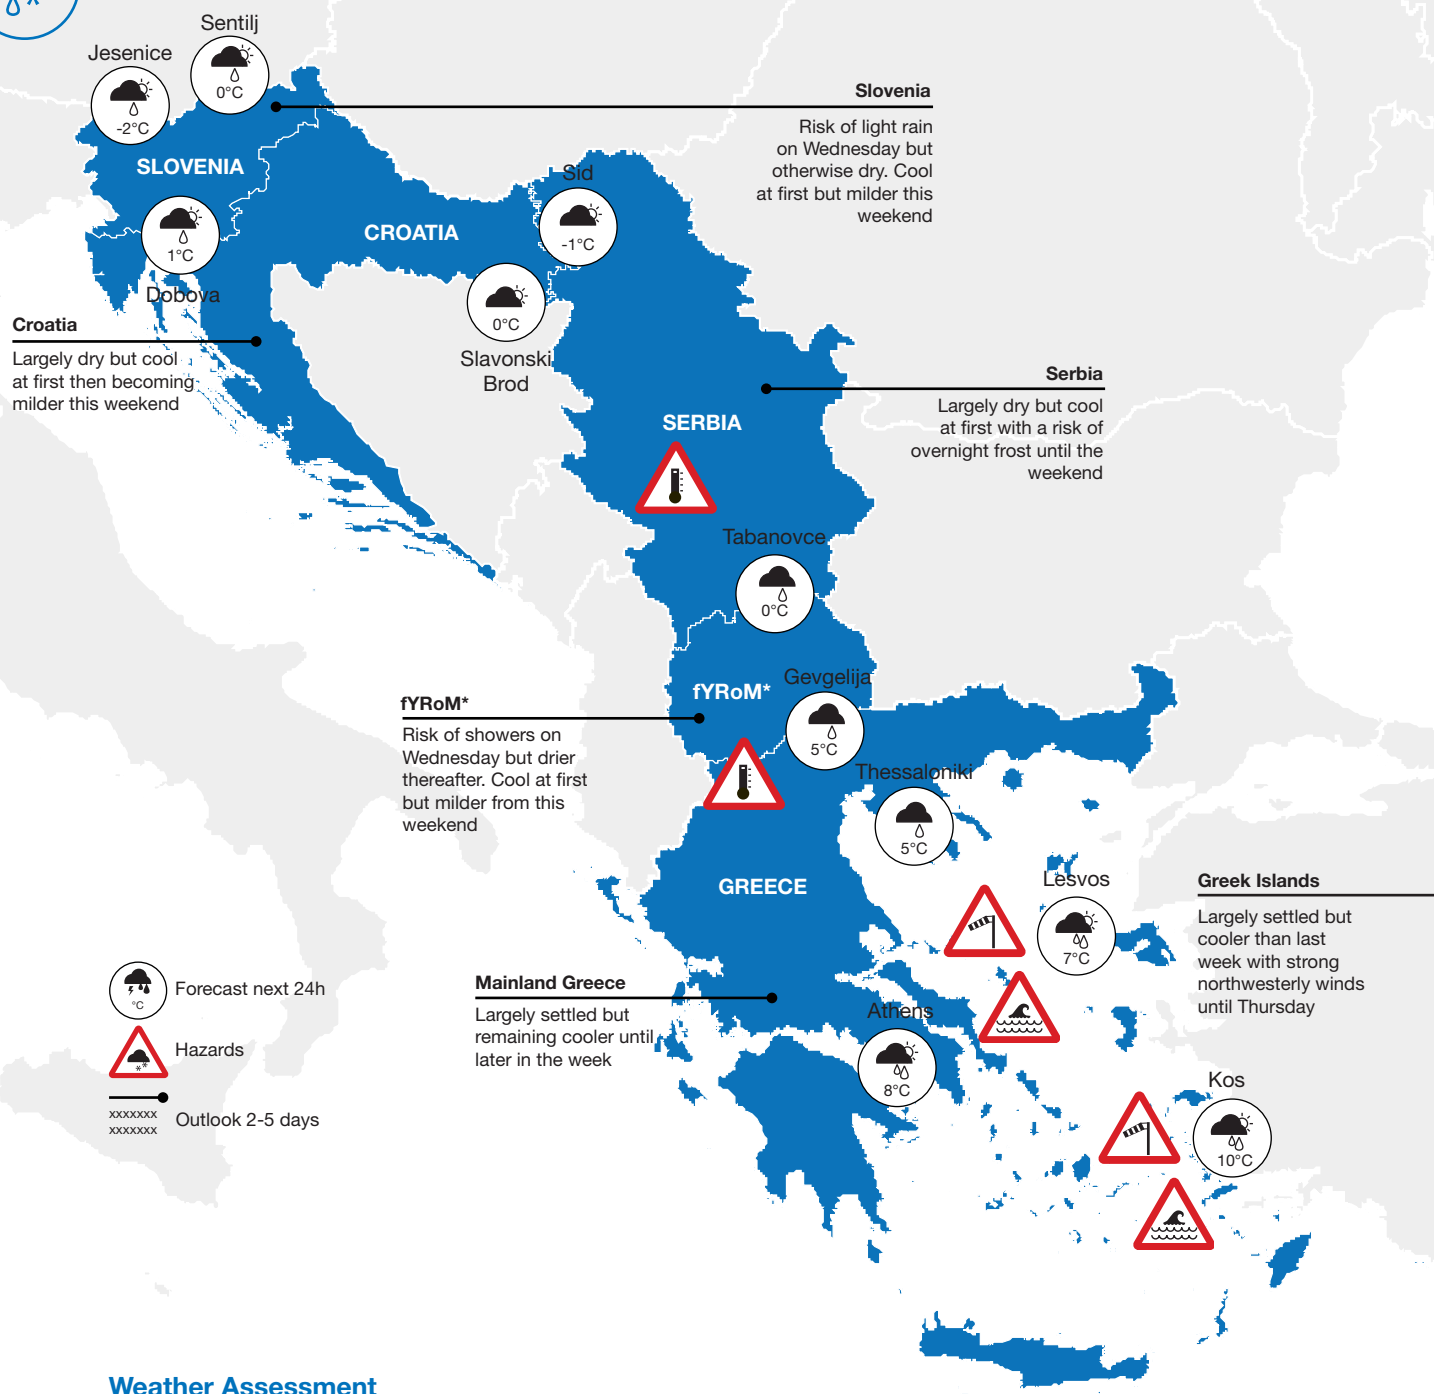 Sentilj
0°C
Jesenice
-2°C
SLOVENIA
Slovenia
Risk of light rain
on Wednesday but
otherwise dry. Cool
at first but milder this
weekend
Sid
-1°C
CROATIA
1°C
Dobova
0°C
Slavonski
Brod
Croatia
Largely dry but cool
at first then becoming
milder this weekend
Serbia
Largely dry but cool
at first with a risk of
overnight frost until the
weekend
SERBIA
Tabanovce
0°C
fYRoM*
Gevgelija
5°C
fYRoM*
Risk of showers on
Wednesday but drier
thereafter. Cool at first
but milder from this
weekend
Thessaloniki
5°C
GREECE
Lesvos
7°C
Greek Islands
Largely settled but
cooler than last
week with strong
northwesterly winds
until Thursday
Mainland Greece
Largely settled but
remaining cooler until
later in the week
Athens
8°C
Kos
10°C
°C
Forecast next 24h
Hazards
xxxxxxx
xxxxxxx
Outlook 2-5 days
Weather Assessment